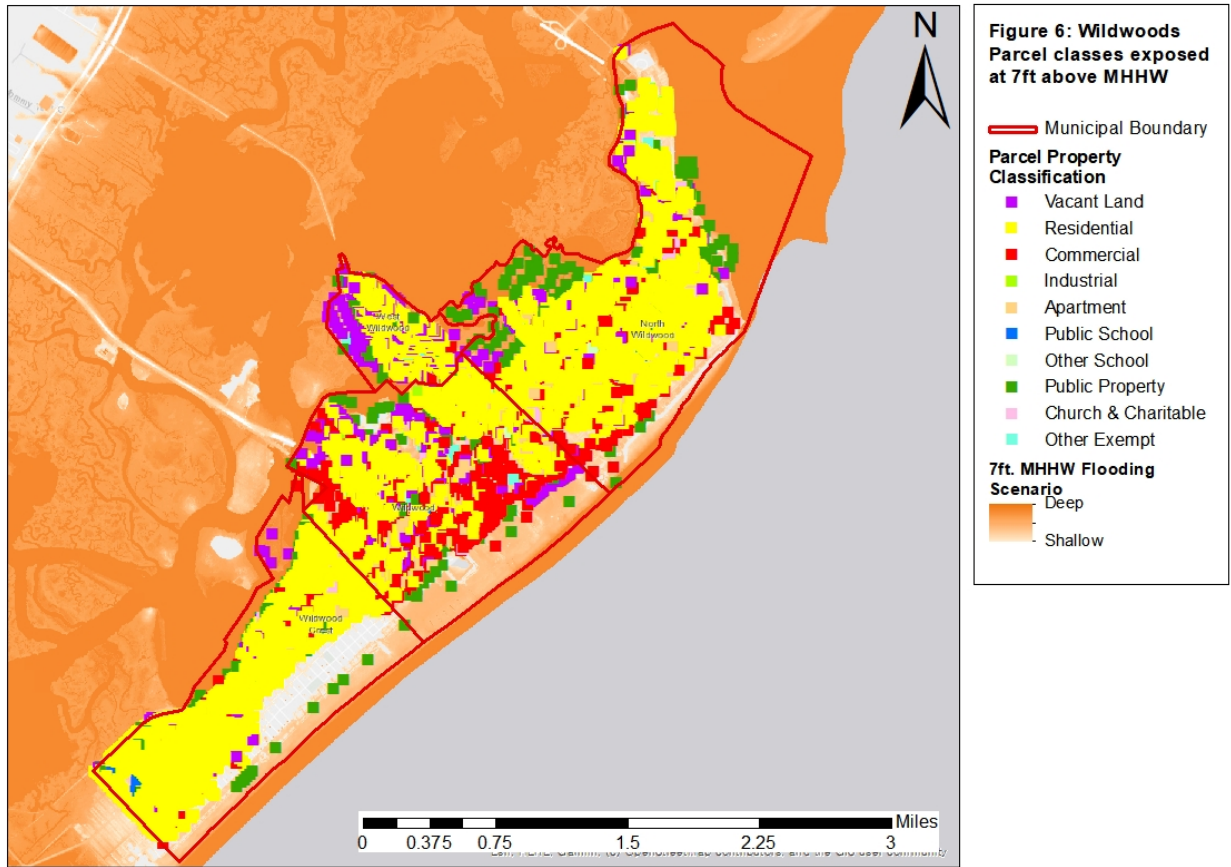 N
West
Wildwood
North
Wildwood
Wildwood
Wildwood
Crest
Miles
0 0.375 0.75 1.5 2.25 3
Figure 6: Wildwoods
Parcel classes exposed
at 7ft above MHHW
Municipal Boundary
Parcel Property
Classification
Vacant Land
Residential
Commercial
Industrial
Apartment
Public School
Other School
Public Property
Church & Charitable
Other Exempt
7ft. MHHW Flooding
Scenario
Deep
Shallow